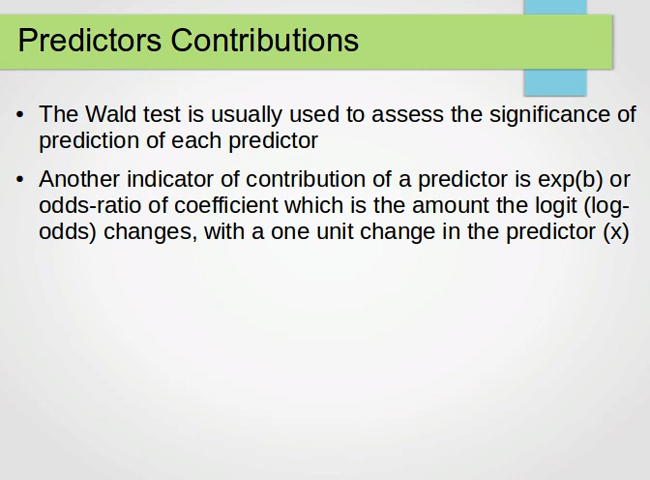 Predictors Contributions
• The Wald test is usually used to assess the significance of
prediction of each predictor
• Another indicator of contribution of a predictor is exp(b) or
odds-ratio of coefficient which is the amount the logit (log-
odds) changes, with a one unit change in the predictor (x)